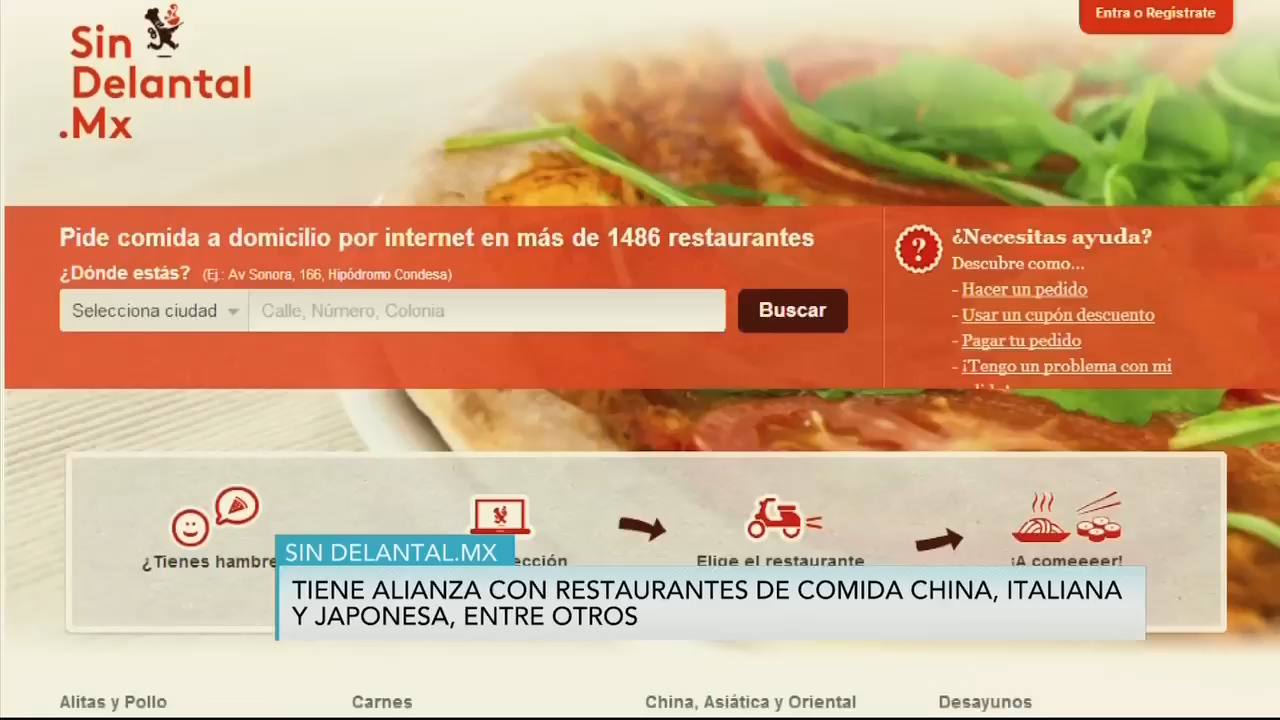 Sin
Delantal
.Mx
Entra o Regístrate
Pide comida a domicilio por internet en más de 1486 restaurantes
¿Dónde estás? (Ej.: Av Sonora, 166, Hipódromo Condesa)
Selecciona ciudad
Calle, Número, Colonia
Buscar
¿Necesitas ayuda?
Descubre como...
- Hacer un pedido
- Usar un cupón descuento
- Pagar tu pedido
- ¡Tengo un problema con mi
¿Tienes hambre
Elige el restaurante
¡A comeeeer!
SIN DELANTAL.MX
TIENE ALIANZA CON RESTAURANTES DE COMIDA CHINA, ITALIANA
Y JAPONESA, ENTRE OTROS
Alitas y Pollo
Carnes
China, Asiática y Oriental
Desayunos